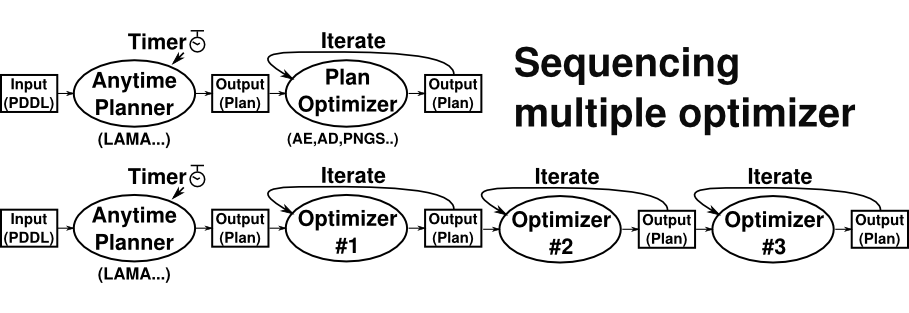 Timer
Iterate
Sequencing
multiple optimizer
Input
(PDDL)
Anytime
Planner
Output
(Plan)
Plan
Optimizer
Output
(Plan)
(LAMA...)
(AE,AD,PNGS..)
Timer
Iterate
Iterate
Iterate
Input
(PDDL)
Anytime
Planner
Output
(Plan)
Optimizer
#1
Output
(Plan)
Optimizer
#2
Output
(Plan)
Optimizer
#3
Output
(Plan)
(LAMA...)